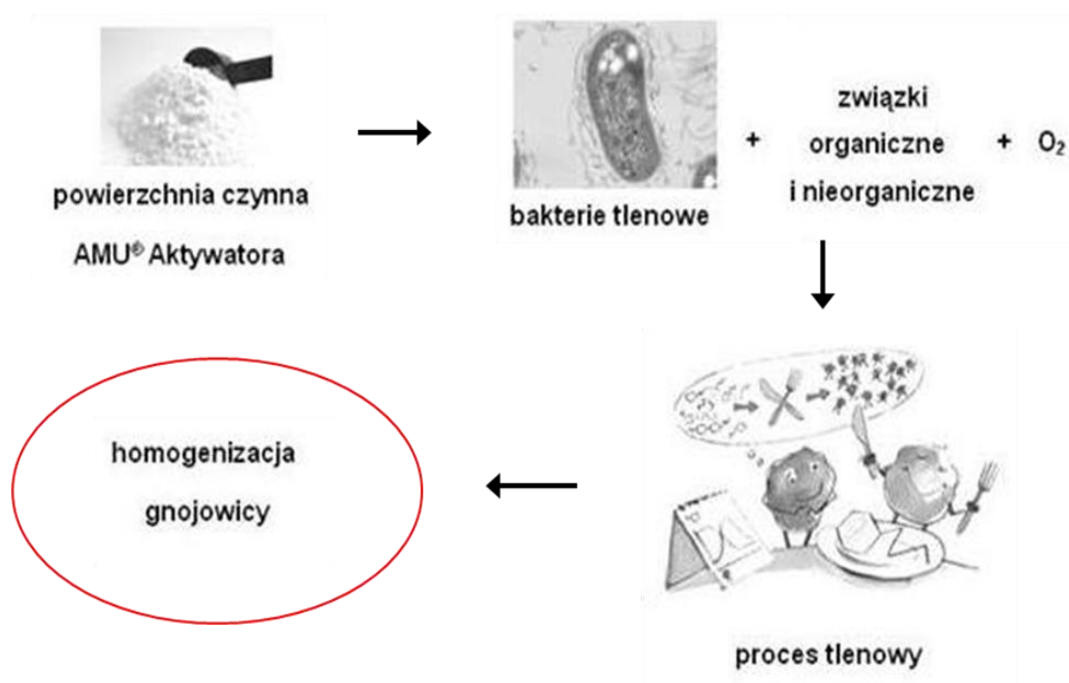 powierzchnia czynna
AMU® Aktywatora
bakterie tlenowe
+
związki
organiczne
i nieorganiczne
+
O₂
proces tlenowy
homogenizacja
gnojowicy